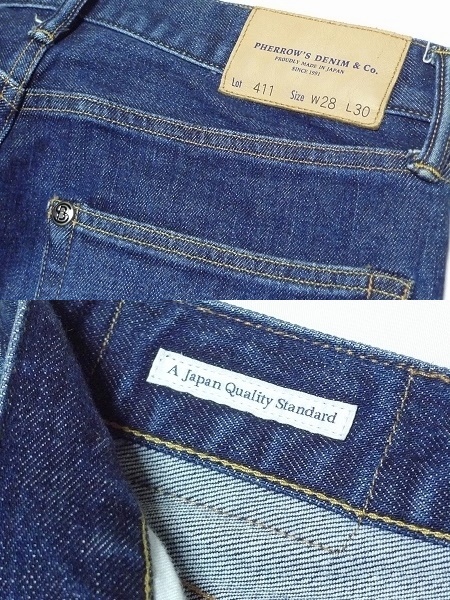 PHERROW'S DENIM & Co.
PROUDLY MADE IN JAPAN
SINCE 1991
Lot 411 Size W28 L30
A Japan Quality Standard